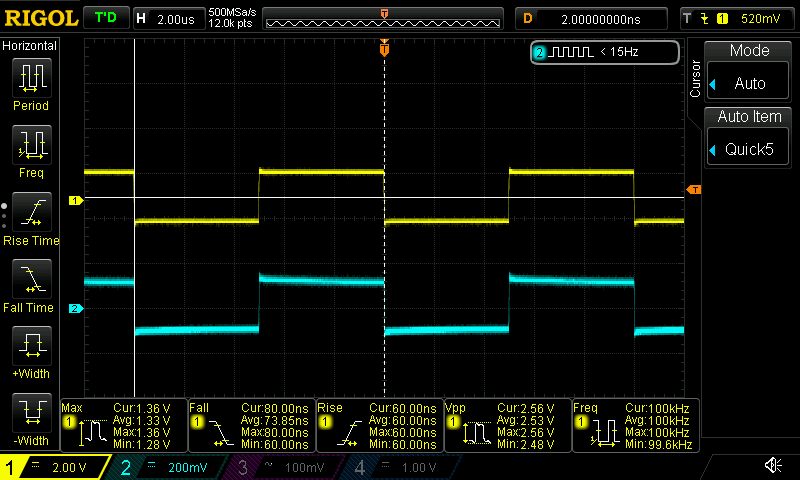 RIGOL T'D H 2.00us 500MSa/s 12.0k pts T D 2.00000000ns T 1 520mV
Horizontal
2 < 15Hz
T
Period
Freq
Rise Time
Fall Time
+Width
-Width
1
2
T
Cursor
Mode
Auto
Auto Item
Quick5
Max 1 Cur:1.36 V
Avg:1.33 V
Max:1.36 V
Min:1.28 V
Fall 1 Cur:80.00ns
Avg:73.85ns
Max:80.00ns
Min:60.00ns
Rise 1 Cur:60.00ns
Avg:60.00ns
Max:60.00ns
Min:60.00ns
Vpp 1 Cur:2.56 V
Avg:2.53 V
Max:2.56 V
Min:2.48 V
Freq 1 Cur:100kHz
Avg:100kHz
Max:100kHz
Min:99.6kHz
1 = 2.00 V 2 = 200mV 3 ~ 100mV 4 = 1.00 V